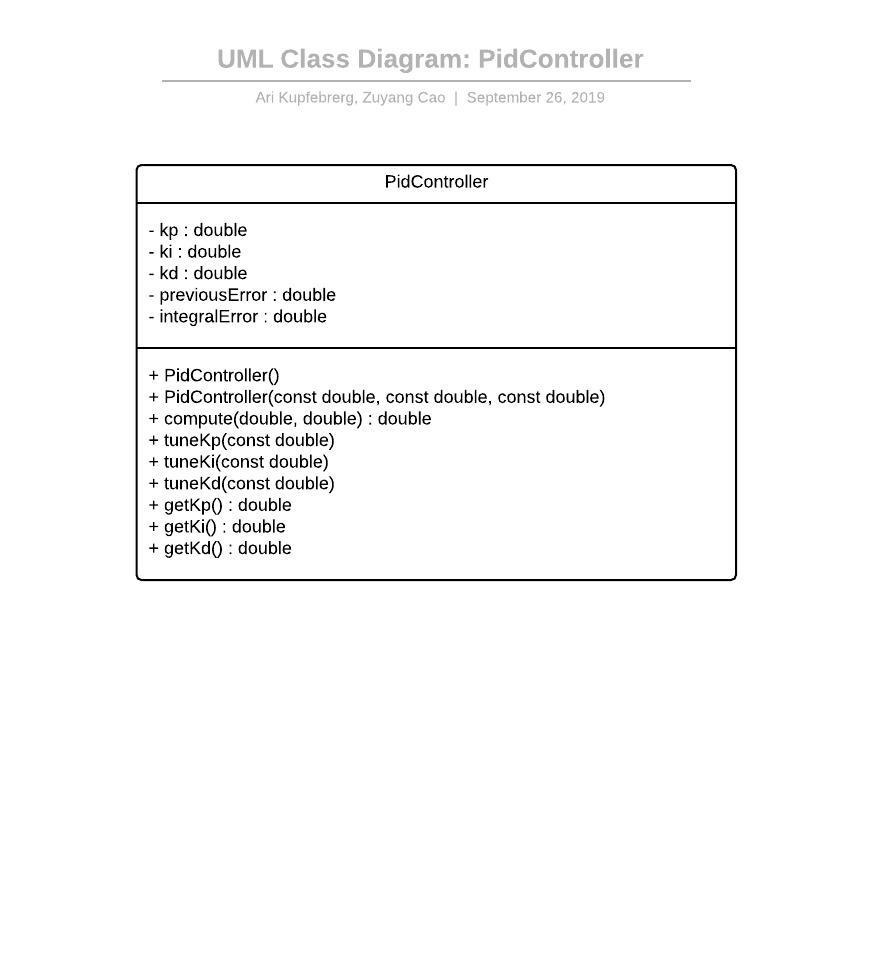 UML Class Diagram: PidController
Ari Kupfebrerg, Zuyang Cao | September 26, 2019
PidController
- kp : double
- ki : double
- kd : double
- previousError : double
- integralError : double
+ PidController()
+ PidController(const double, const double, const double)
+ compute(double, double) : double
+ tuneKp(const double)
+ tuneKi(const double)
+ tuneKd(const double)
+ getKp() : double
+ getKi() : double
+ getKd() : double